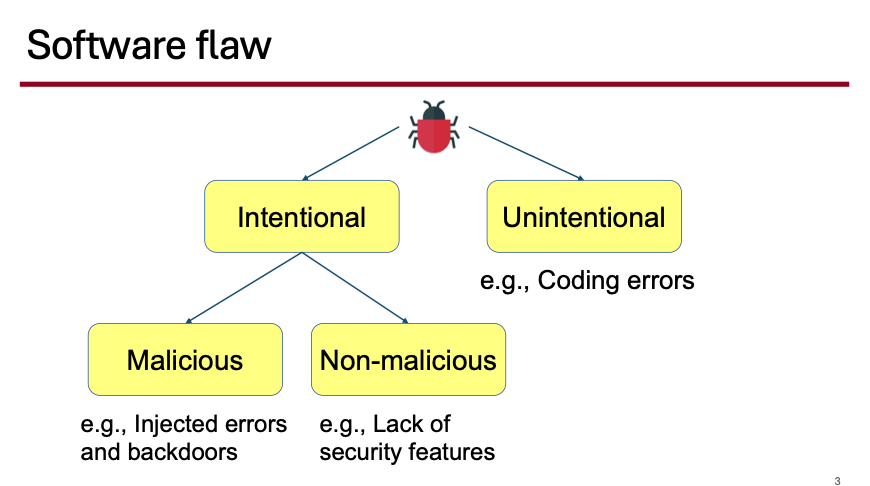 Software flaw
Intentional
Unintentional
e.g., Coding errors
Malicious
Non-malicious
e.g., Injected errors
and backdoors
e.g., Lack of
security features
3